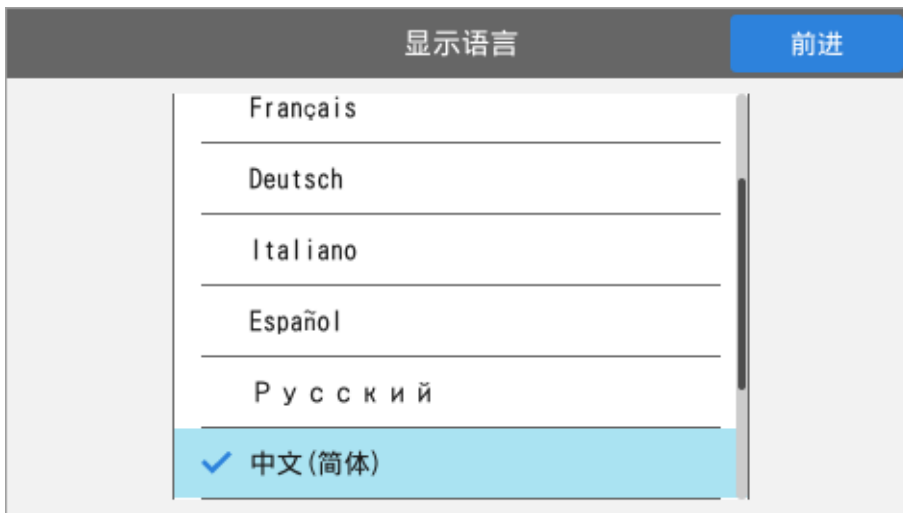 显示语言
前进
Français
Deutsch
Italiano
Español
Русский
中文(简体)